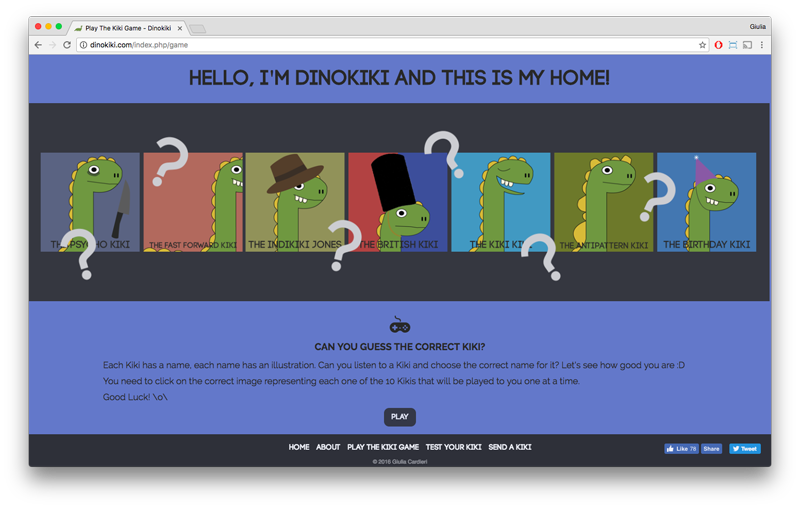 Play The Kiki Game - Dinokiki
Giulia
dinokiki.com/index.php/game
HELLO, I'M DINOKIKI AND THIS IS MY HOME!
THE PSYCHO KIKI
THE FAST FORWARD KIKI
THE INDIKIKI JONES
THE BRITISH KIKI
THE KIKI
THE ANTIPATTERN KIKI
THE BIRTHDAY KIKI
CAN YOU GUESS THE CORRECT KIKI?
Each Kiki has a name, each name has an illustration. Can you listen to a Kiki and choose the correct name for it? Let's see how good you are :D
You need to click on the correct image representing each one of the 10 Kikis that will be played to you one at a time.
Good Luck! \o\
PLAY
HOME ABOUT PLAY THE KIKI GAME TEST YOUR KIKI SEND A KIKI
Like 76 Share Tweet
© 2016 Giulia Cardieri